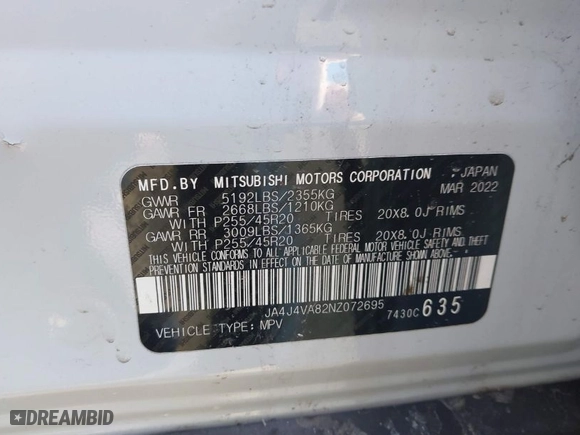 MFD.BY MITSUBISHI MOTORS CORPORATION, JAPAN
GVWR 5192LBS/2355KG MAR 2022
GAWR FR 2668LBS/1210KG
WITH P255/45R20 TIRES 20X8.0J RIMS
GAWR RR 3009LBS/1365KG
WITH P255/45R20 TIRES 20X8.0J RIMS
THIS VEHICLE CONFORMS TO ALL APPLICABLE FEDERAL MOTOR VEHICLE SAFETY AND THEFT
PREVENTION STANDARDS IN EFFECT ON THE DATE OF MANUFACTURE SHOWN ABOVE.
JA4J4VA82NZ072695 7430C 635
VEHICLE TYPE: MPV
DREAMBID